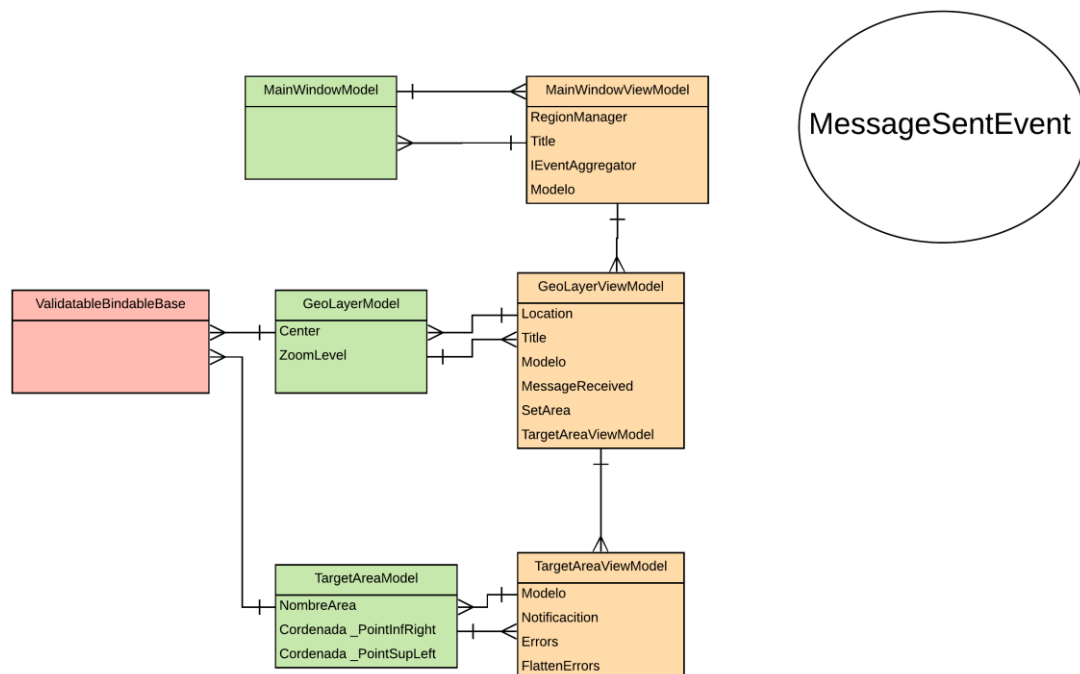 MainWindowModel
MainWindowViewModel
RegionManager
Title
IEventAggregator
Modelo
MessageSentEvent
ValidatableBindableBase
GeoLayerModel
Center
ZoomLevel
GeoLayerViewModel
Location
Title
Modelo
MessageReceived
SetArea
TargetAreaViewModel
TargetAreaModel
NombreArea
Cordenada _PointInfRight
Cordenada _PointSupLeft
TargetAreaViewModel
Modelo
Notificacition
Errors
FlattenErrors